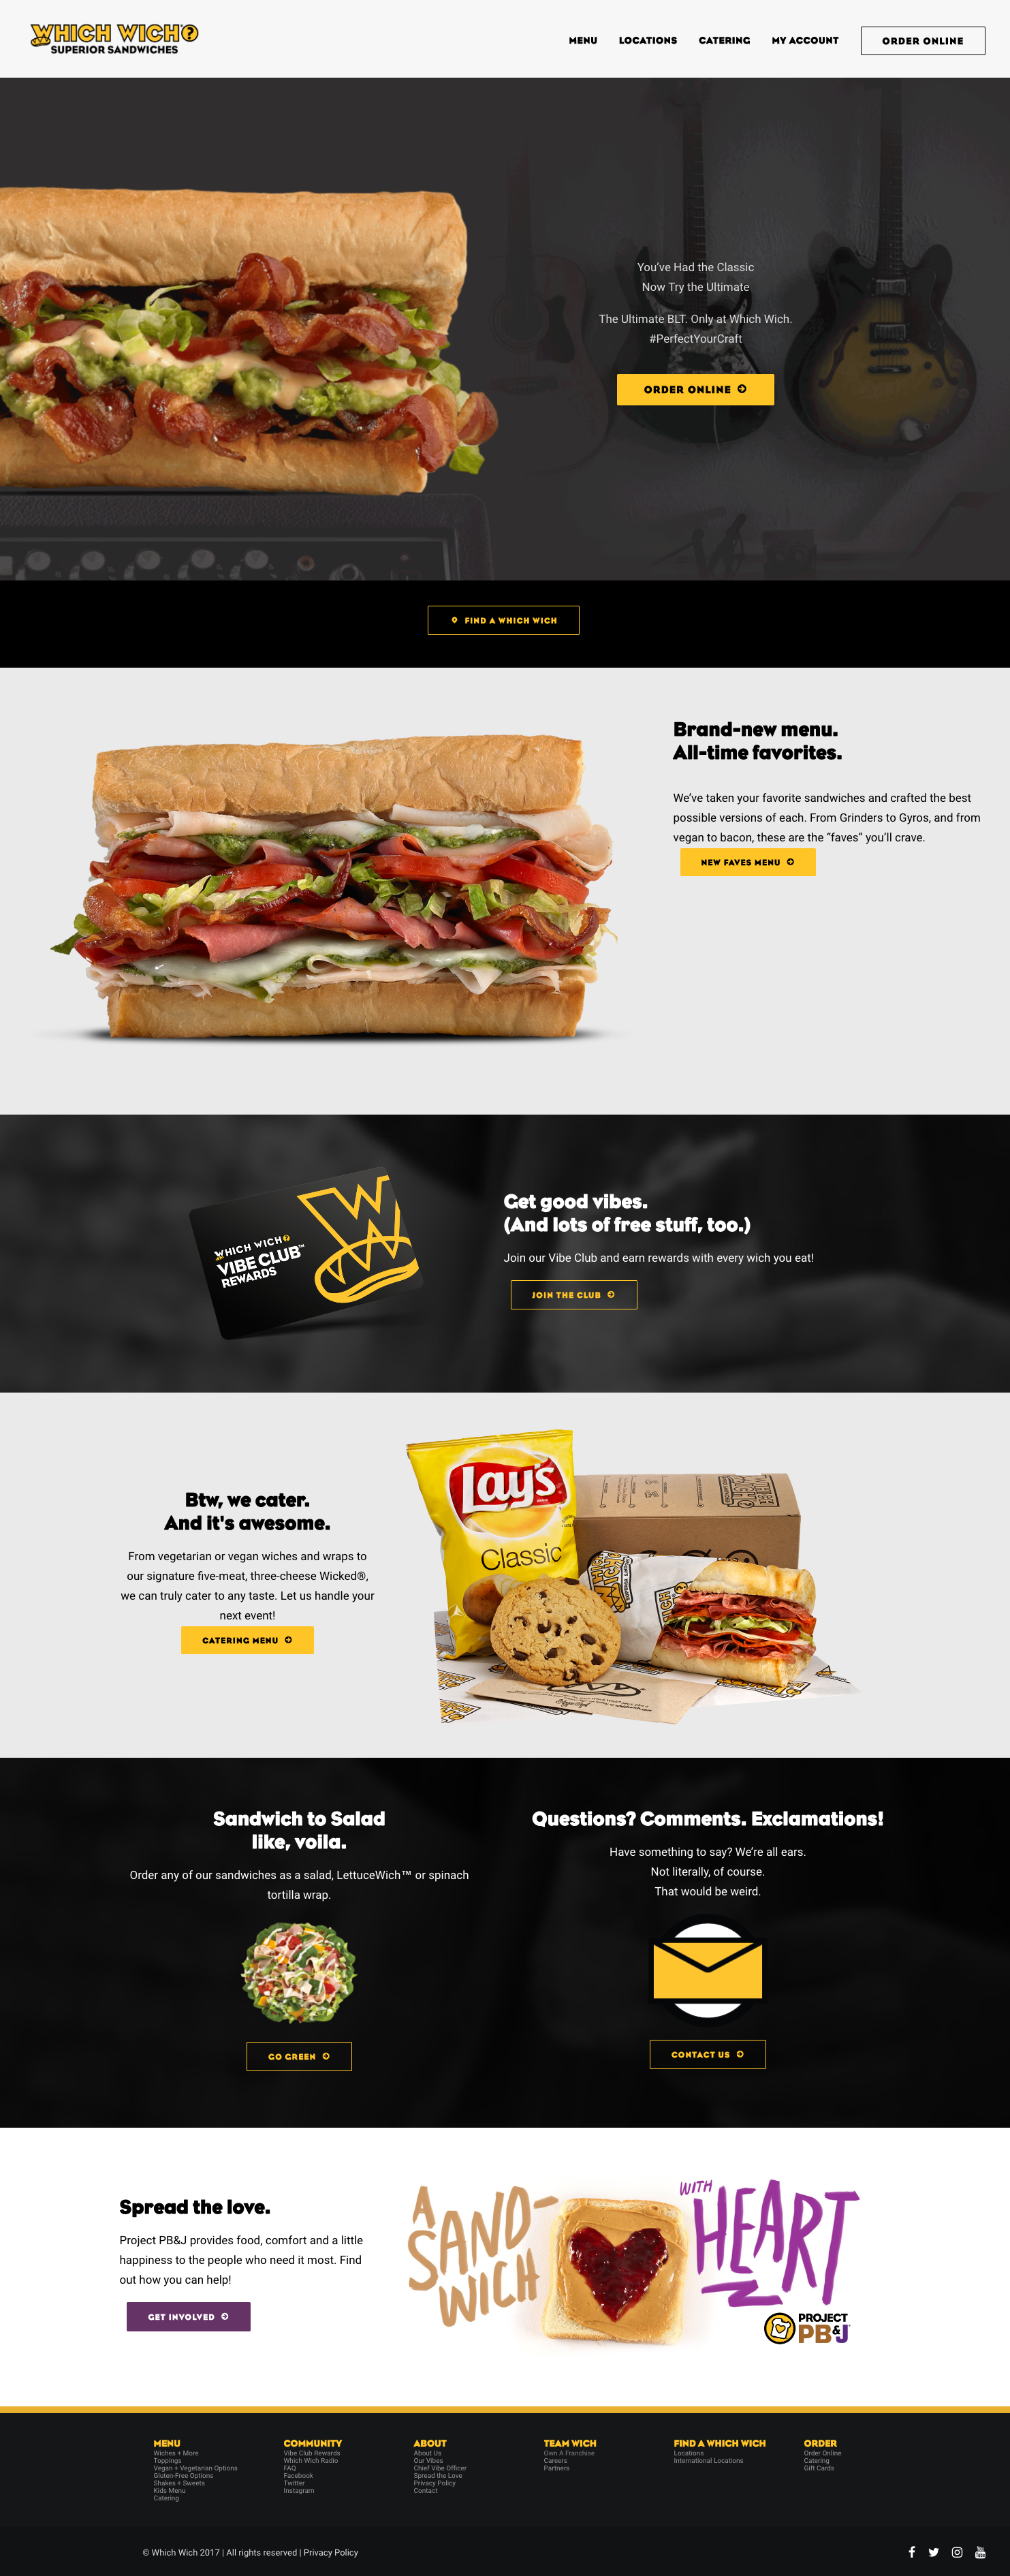 WHICH WICH?
SUPERIOR SANDWICHES
MENU
LOCATIONS
CATERING
MY ACCOUNT
ORDER ONLINE
You've Had the Classic
Now Try the Ultimate
The Ultimate BLT. Only at Which Wich.
#PerfectYourCraft
ORDER ONLINE
FIND A WHICH WICH
Brand-new menu.
All-time favorites.
We've taken your favorite sandwiches and crafted the best
possible versions of each. From Grinders to Gyros, and from
vegan to bacon, these are the “faves” you'll crave.
NEW FAVES MENU
WHICH WICH?
VIBE CLUB™
REWARDS
Get good vibes.
(And lots of free stuff, too.)
Join our Vibe Club and earn rewards with every wich you eat!
JOIN THE CLUB
Btw, we cater.
And it's awesome.
From vegetarian or vegan wiches and wraps to
our signature five-meat, three-cheese Wicked®,
we can truly cater to any taste. Let us handle your
next event!
CATERING MENU
Lay's
Classic
WHICH
WICH?
Sandwich to Salad
like, voila.
Order any of our sandwiches as a salad, LettuceWich™ or spinach
tortilla wrap.
GO GREEN
Questions? Comments. Exclamations!
Have something to say? We're all ears.
Not literally, of course.
That would be weird.
CONTACT US
Spread the love.
Project PB&J provides food, comfort and a little
happiness to the people who need it most. Find
out how you can help!
GET INVOLVED
A
SAND-
WICH
WITH
HEART
PROJECT
PB&J
MENU
Wiches + More
Toppings
Vegan + Vegetarian Options
Gluten-Free Options
Shakes + Sweets
Kids Menu
Catering
COMMUNITY
Vibe Club Rewards
Which Wich Radio
FAQ
Facebook
Twitter
Instagram
ABOUT
About Us
Our Vibes
Chief Vibe Officer
Spread the Love
Privacy Policy
Contact
TEAM WICH
Own A Franchise
Careers
Partners
FIND A WHICH WICH
Locations
International Locations
ORDER
Order Online
Catering
Gift Cards
© Which Wich 2017 | All rights reserved | Privacy Policy
You
Tube